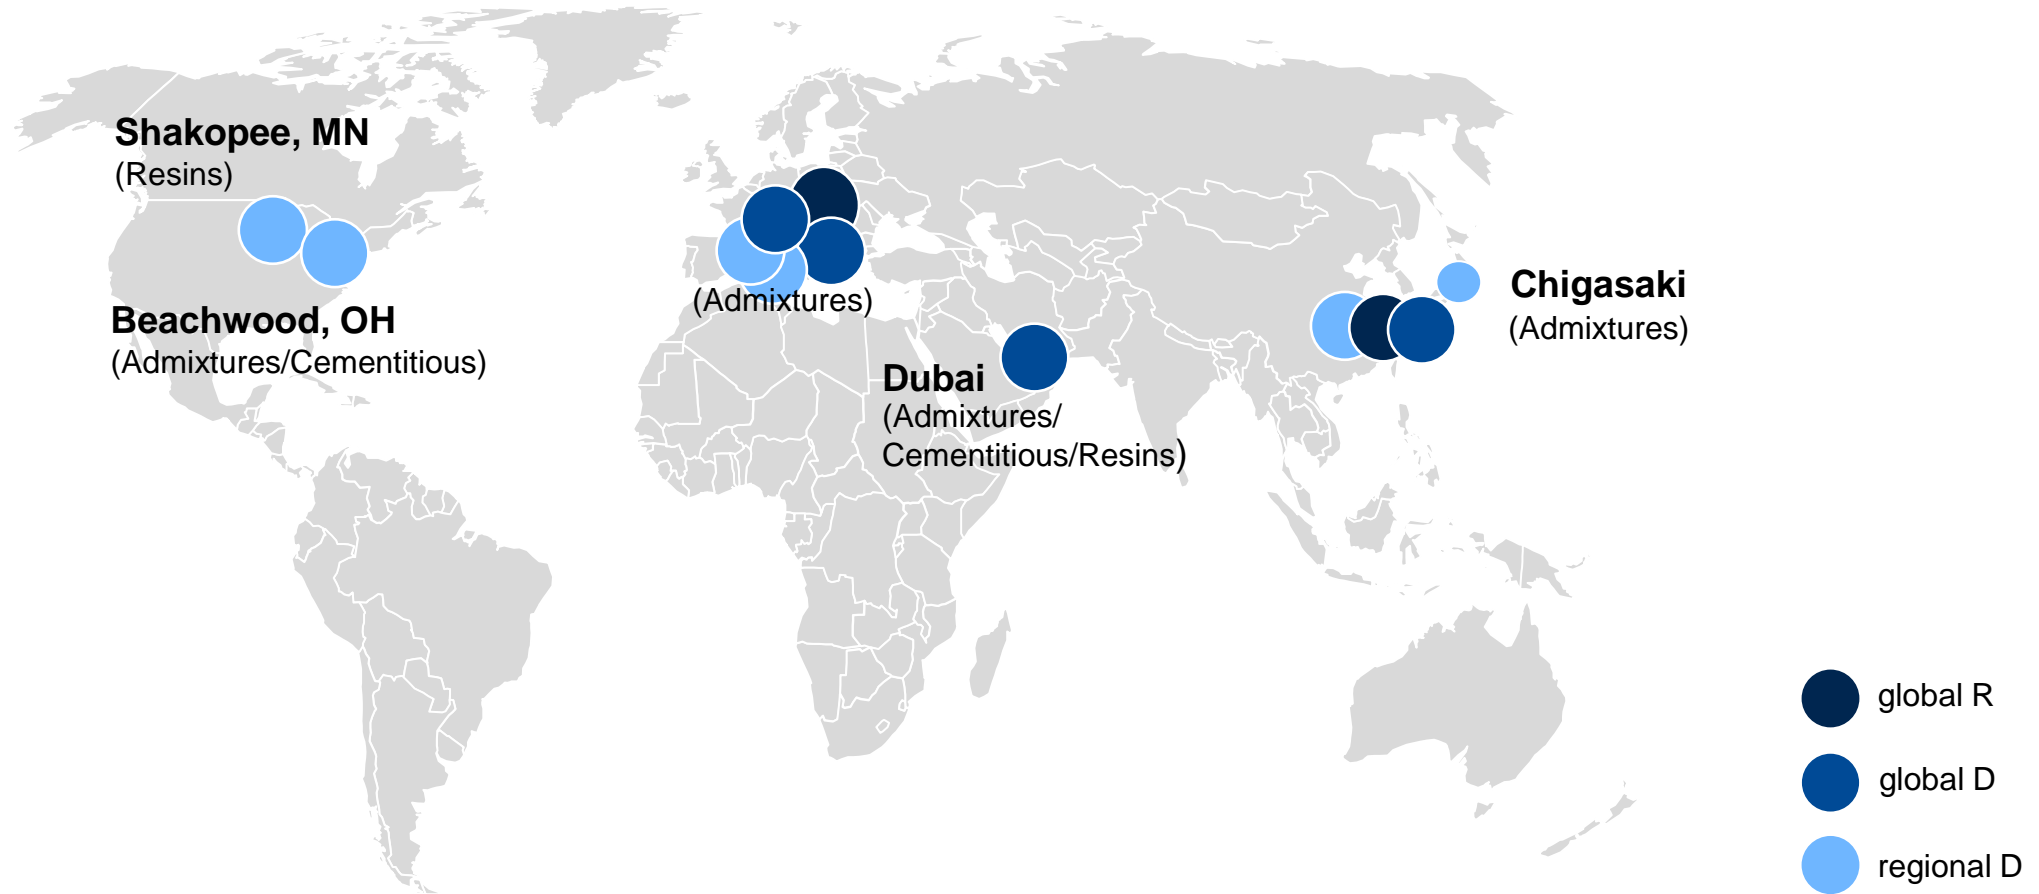 Shakopee, MN
(Resins)
Beachwood, OH
(Admixtures/Cementitious)
(Admixtures)
Dubai
(Admixtures/
Cementitious/Resins)
Chigasaki
(Admixtures)
global R
global D
regional D